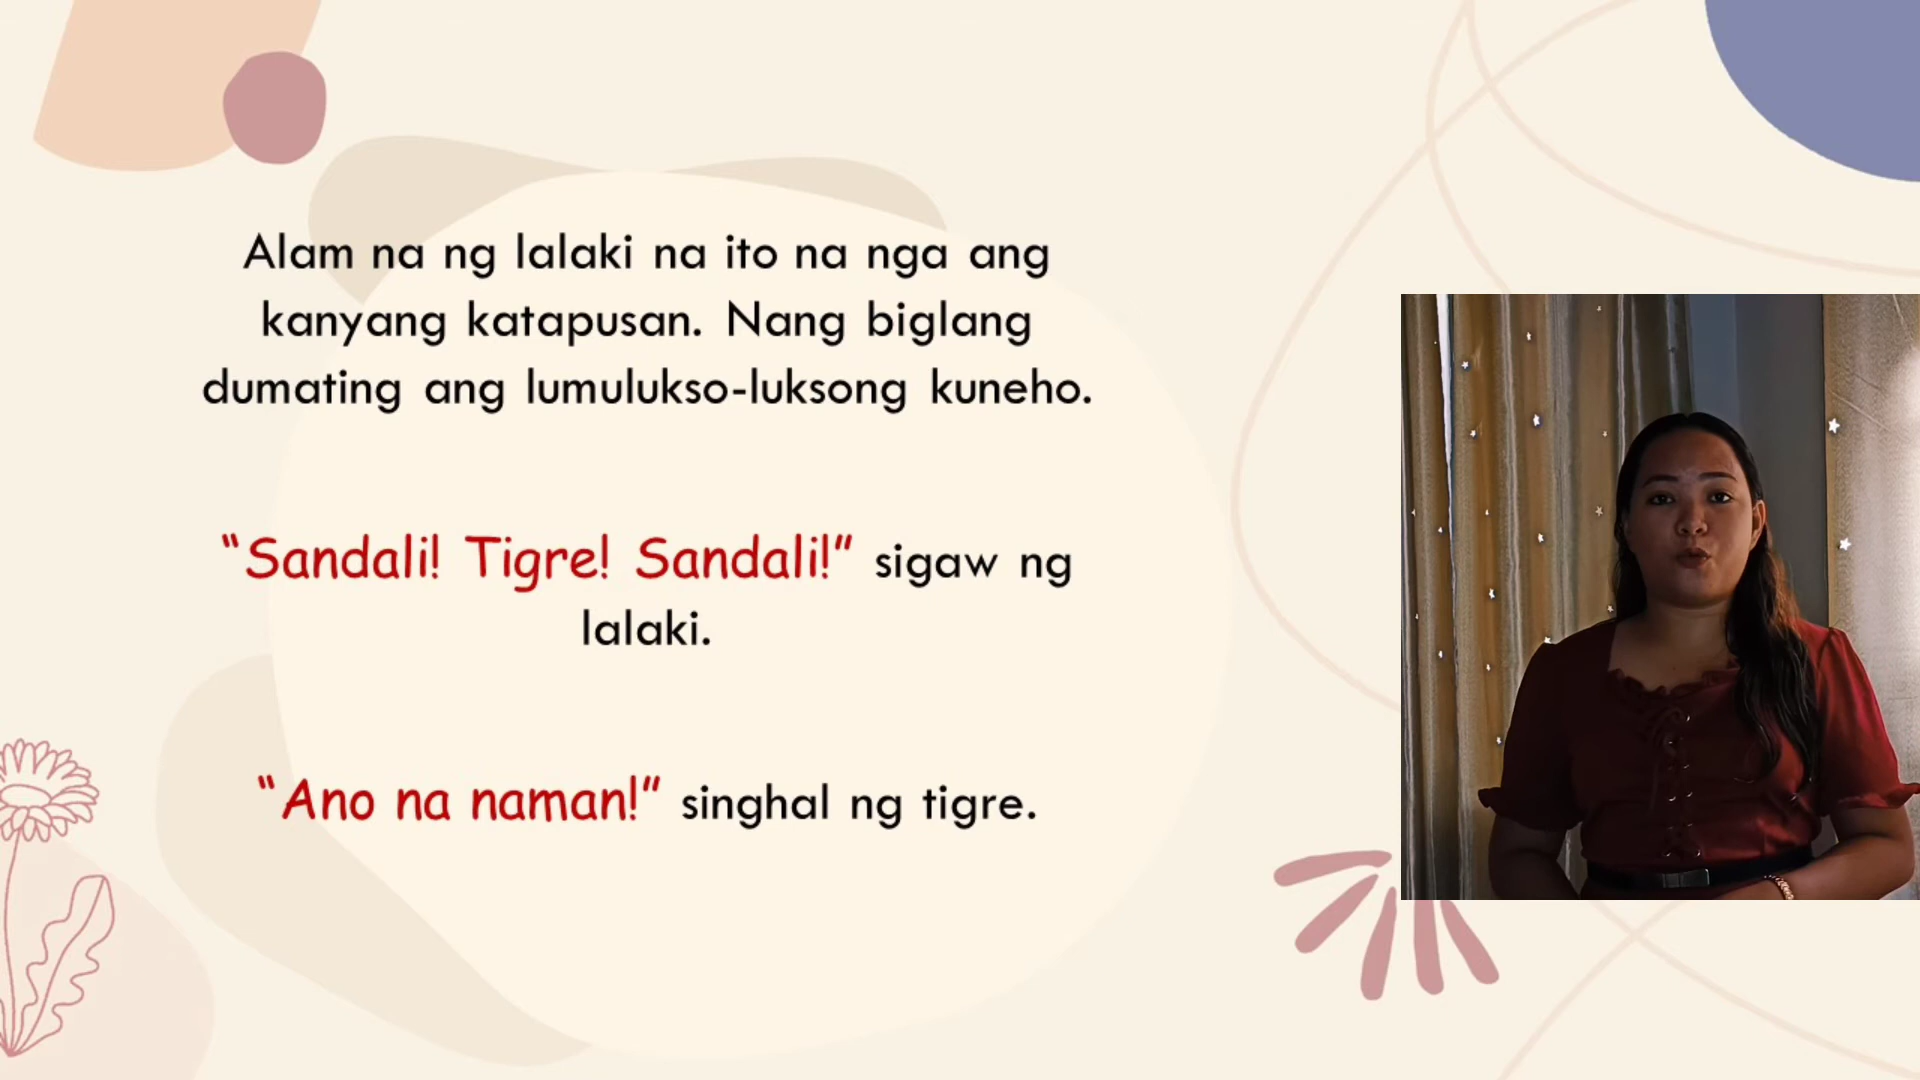 Alam na ng lalaki na ito na nga ang
kanyang katapusan. Nang biglang
dumating ang lumulukso-luksong kuneho.
“Sandali! Tigre! Sandali!” sigaw ng
lalaki.
“Ano na naman!” singhal ng tigre.